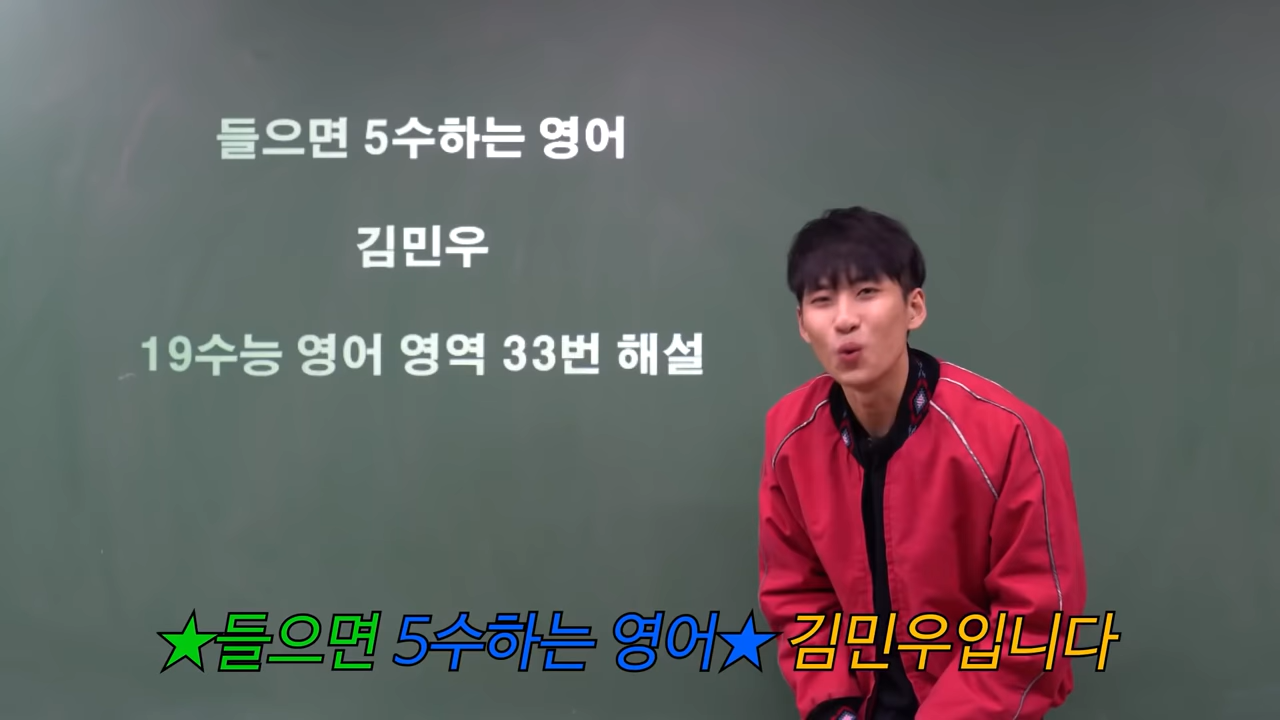 들으면 5수하는 영어
김민우
19수능 영어 영역 33번 해설
★들으면 5수하는 영어★ 김민우입니다